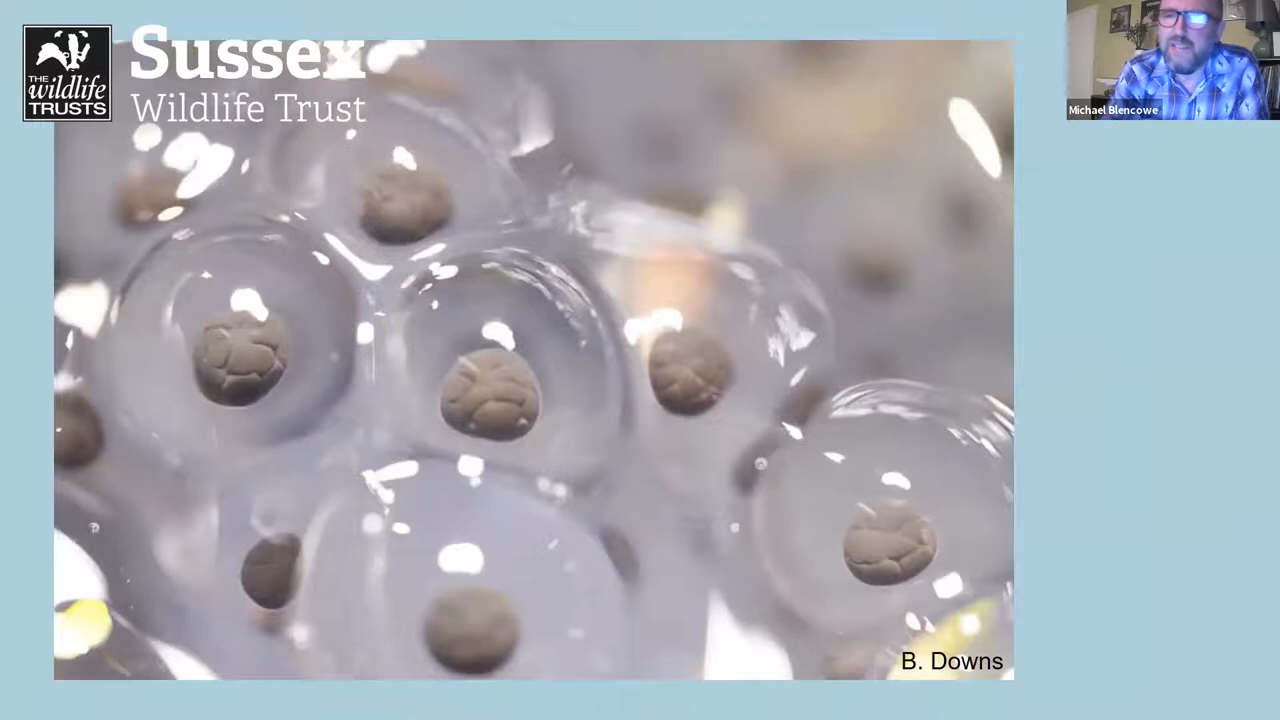 THE
wildlife
TRUSTS
Sussex
Wildlife Trust
Michael Blencowe
B. Downs